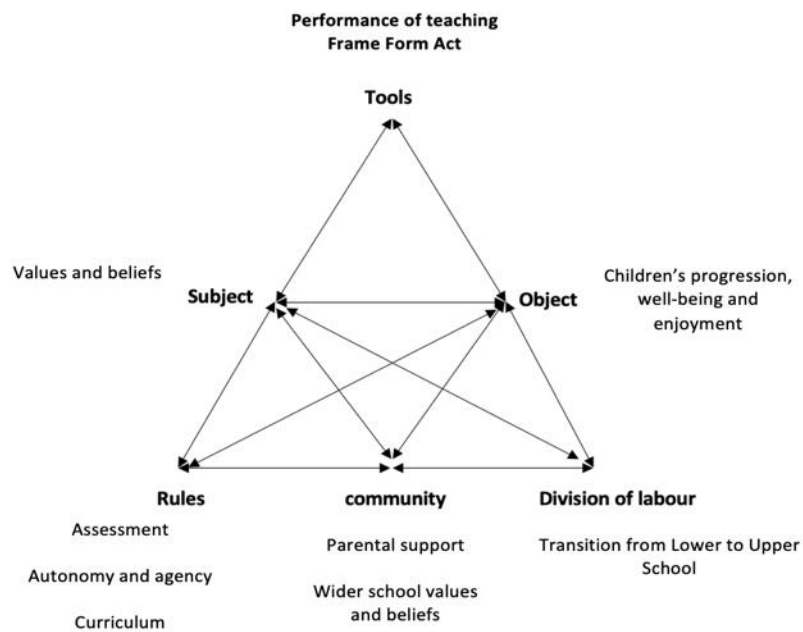 Performance of teaching
Frame Form Act
Tools
Values and beliefs
Subject
Object
Children’s progression,
well-being and
enjoyment
Rules
community
Division of labour
Assessment
Autonomy and agency
Curriculum
Parental support
Wider school values
and beliefs
Transition from Lower to Upper
School